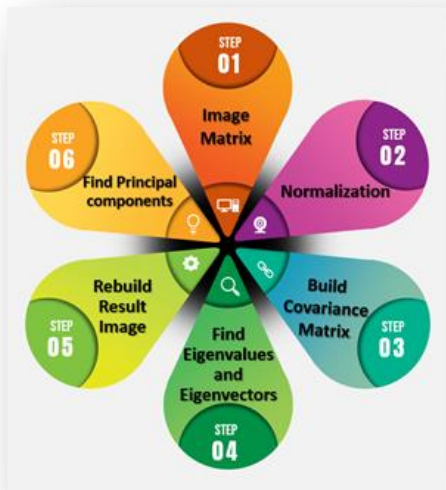 STEP
01
Image
Matrix
STEP
02
Normalization
STEP
03
Build
Covariance
Matrix
STEP
04
Find
Eigenvalues
and
Eigenvectors
STEP
05
Rebuild
Result
Image
STEP
06
Find Principal
components